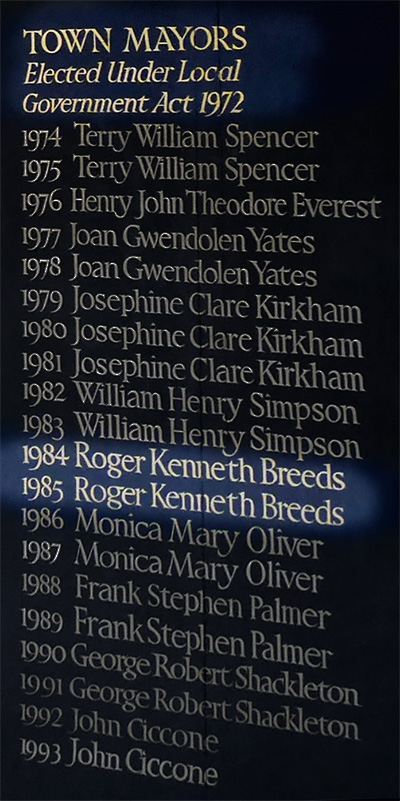 TOWN MAYORS
Elected Under Local
Government Act 1972
1974 Terry William Spencer
1975 Terry William Spencer
1976 Henry John Theodore Everest
1977 Joan Gwendolen Yates
1978 Joan Gwendolen Yates
1979 Josephine Clare Kirkham
1980 Josephine Clare Kirkham
1981 Josephine Clare Kirkham
1982 William Henry Simpson
1983 William Henry Simpson
1984 Roger Kenneth Breeds
1985 Roger Kenneth Breeds
1986 Monica Mary Oliver
1987 Monica Mary Oliver
1988 Frank Stephen Palmer
1989 Frank Stephen Palmer
1990 George Robert Shackleton
1991 George Robert Shackleton
1992 John Ciccone
1993 John Ciccone